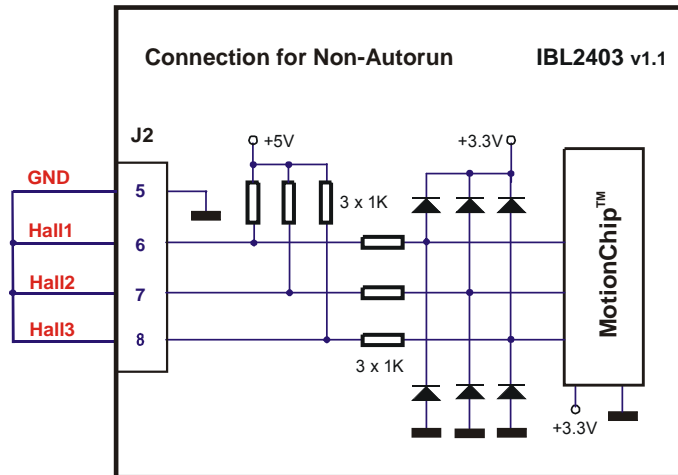 Connection for Non-Autorun
IBL2403 v1.1
J2
+5V
+3.3V
GND
5
3 x 1K
Hall1
6
Hall2
7
Hall3
8
3 x 1K
MotionChip™
+3.3V